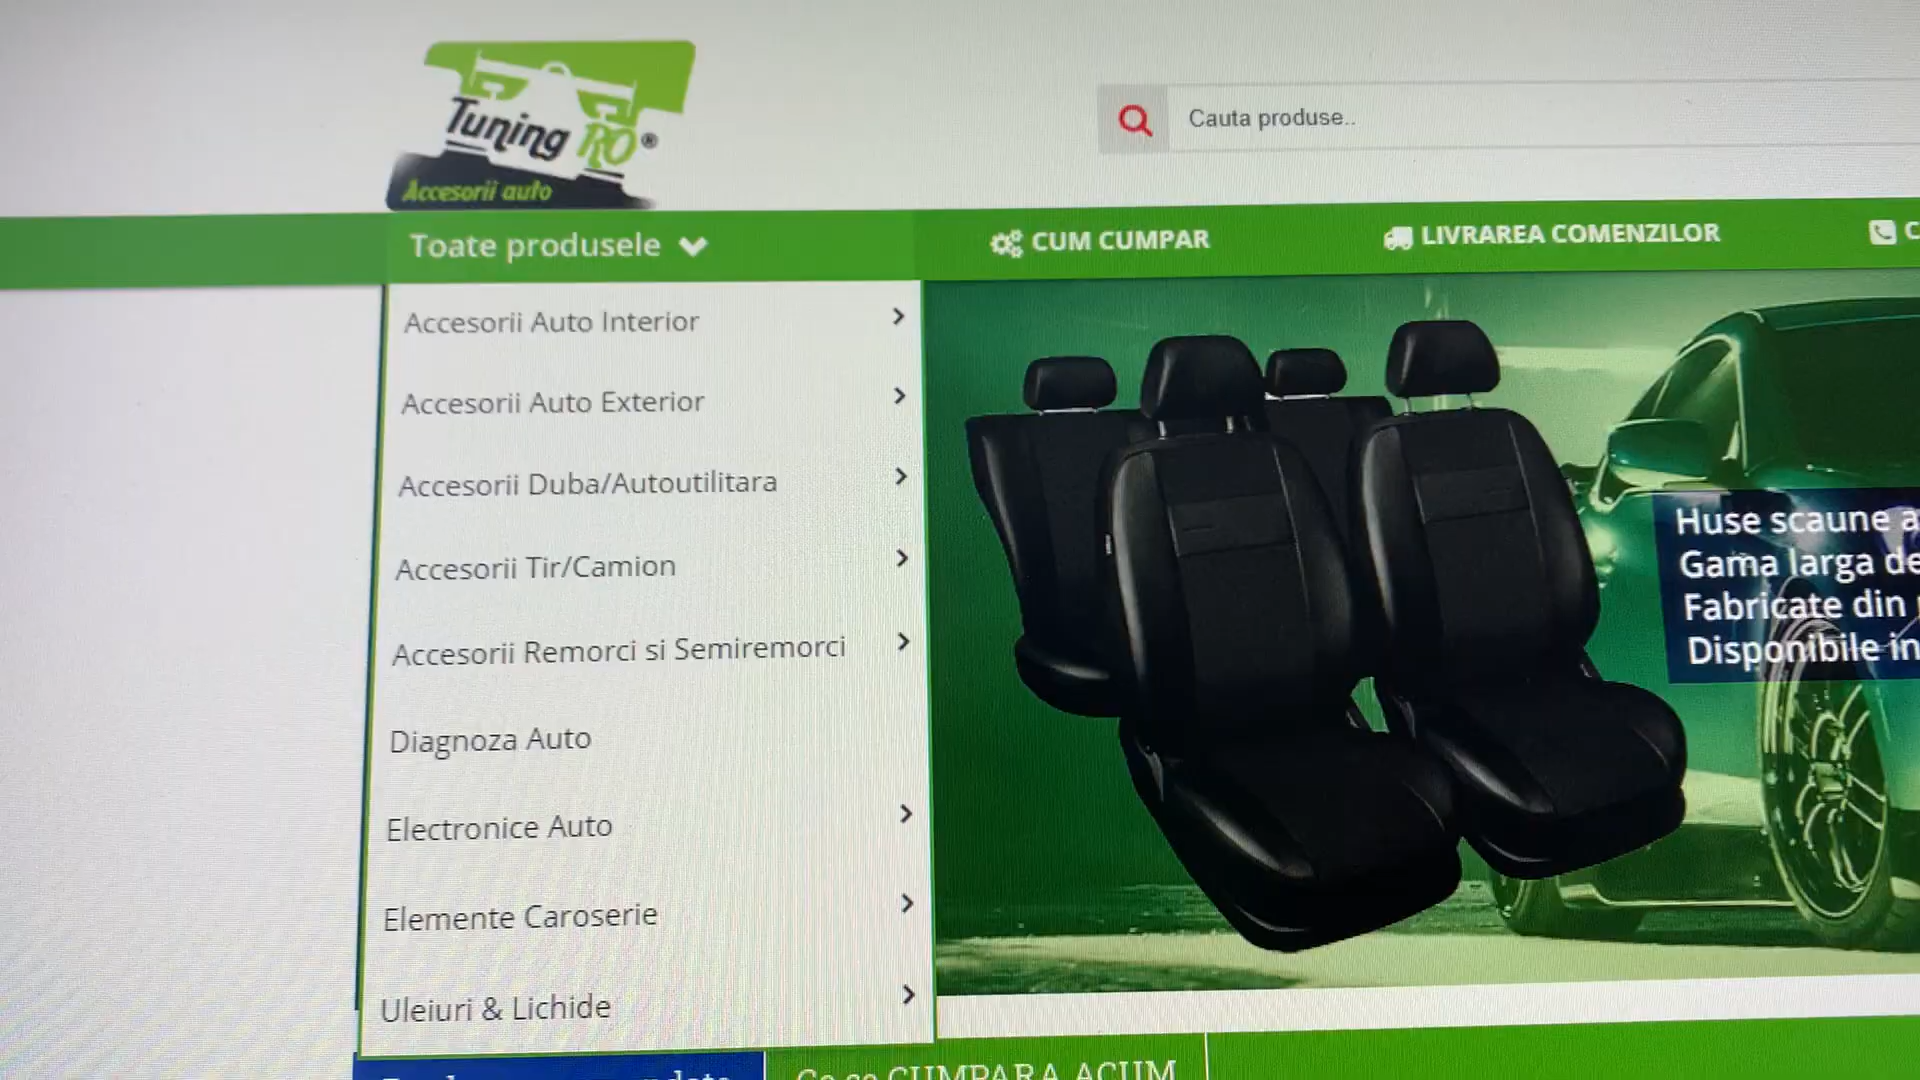 Tuning RO®
Accesorii auto
Cauta produse..
Toate produsele
CUM CUMPAR
LIVRAREA COMENZILOR
Accesorii Auto Interior
Accesorii Auto Exterior
Accesorii Duba/Autoutilitara
Accesorii Tir/Camion
Accesorii Remorci si Semiremorci
Diagnoza Auto
Electronice Auto
Elemente Caroserie
Uleiuri & Lichide
Huse scaune
Gama larga de
Fabricate din
Disponibile in
CUMPARA ACUM